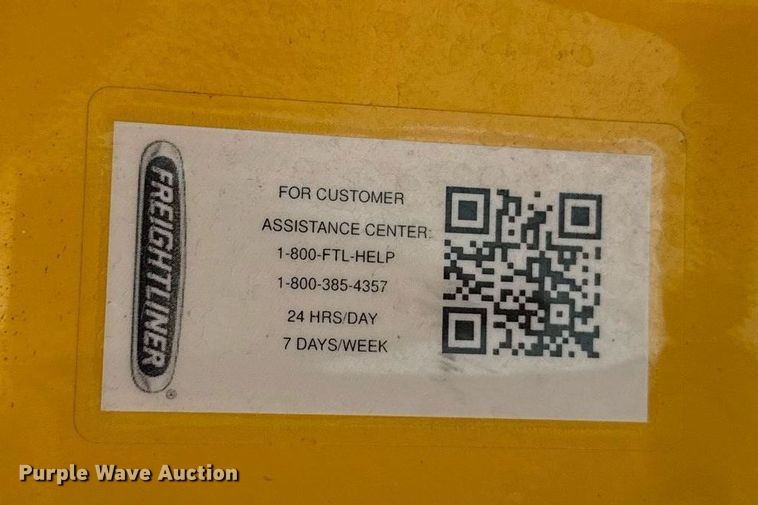 FREIGHTLINER
®
FOR CUSTOMER
ASSISTANCE CENTER:
1-800-FTL-HELP
1-800-385-4357
24 HRS/DAY
7 DAYS/WEEK
Purple Wave Auction